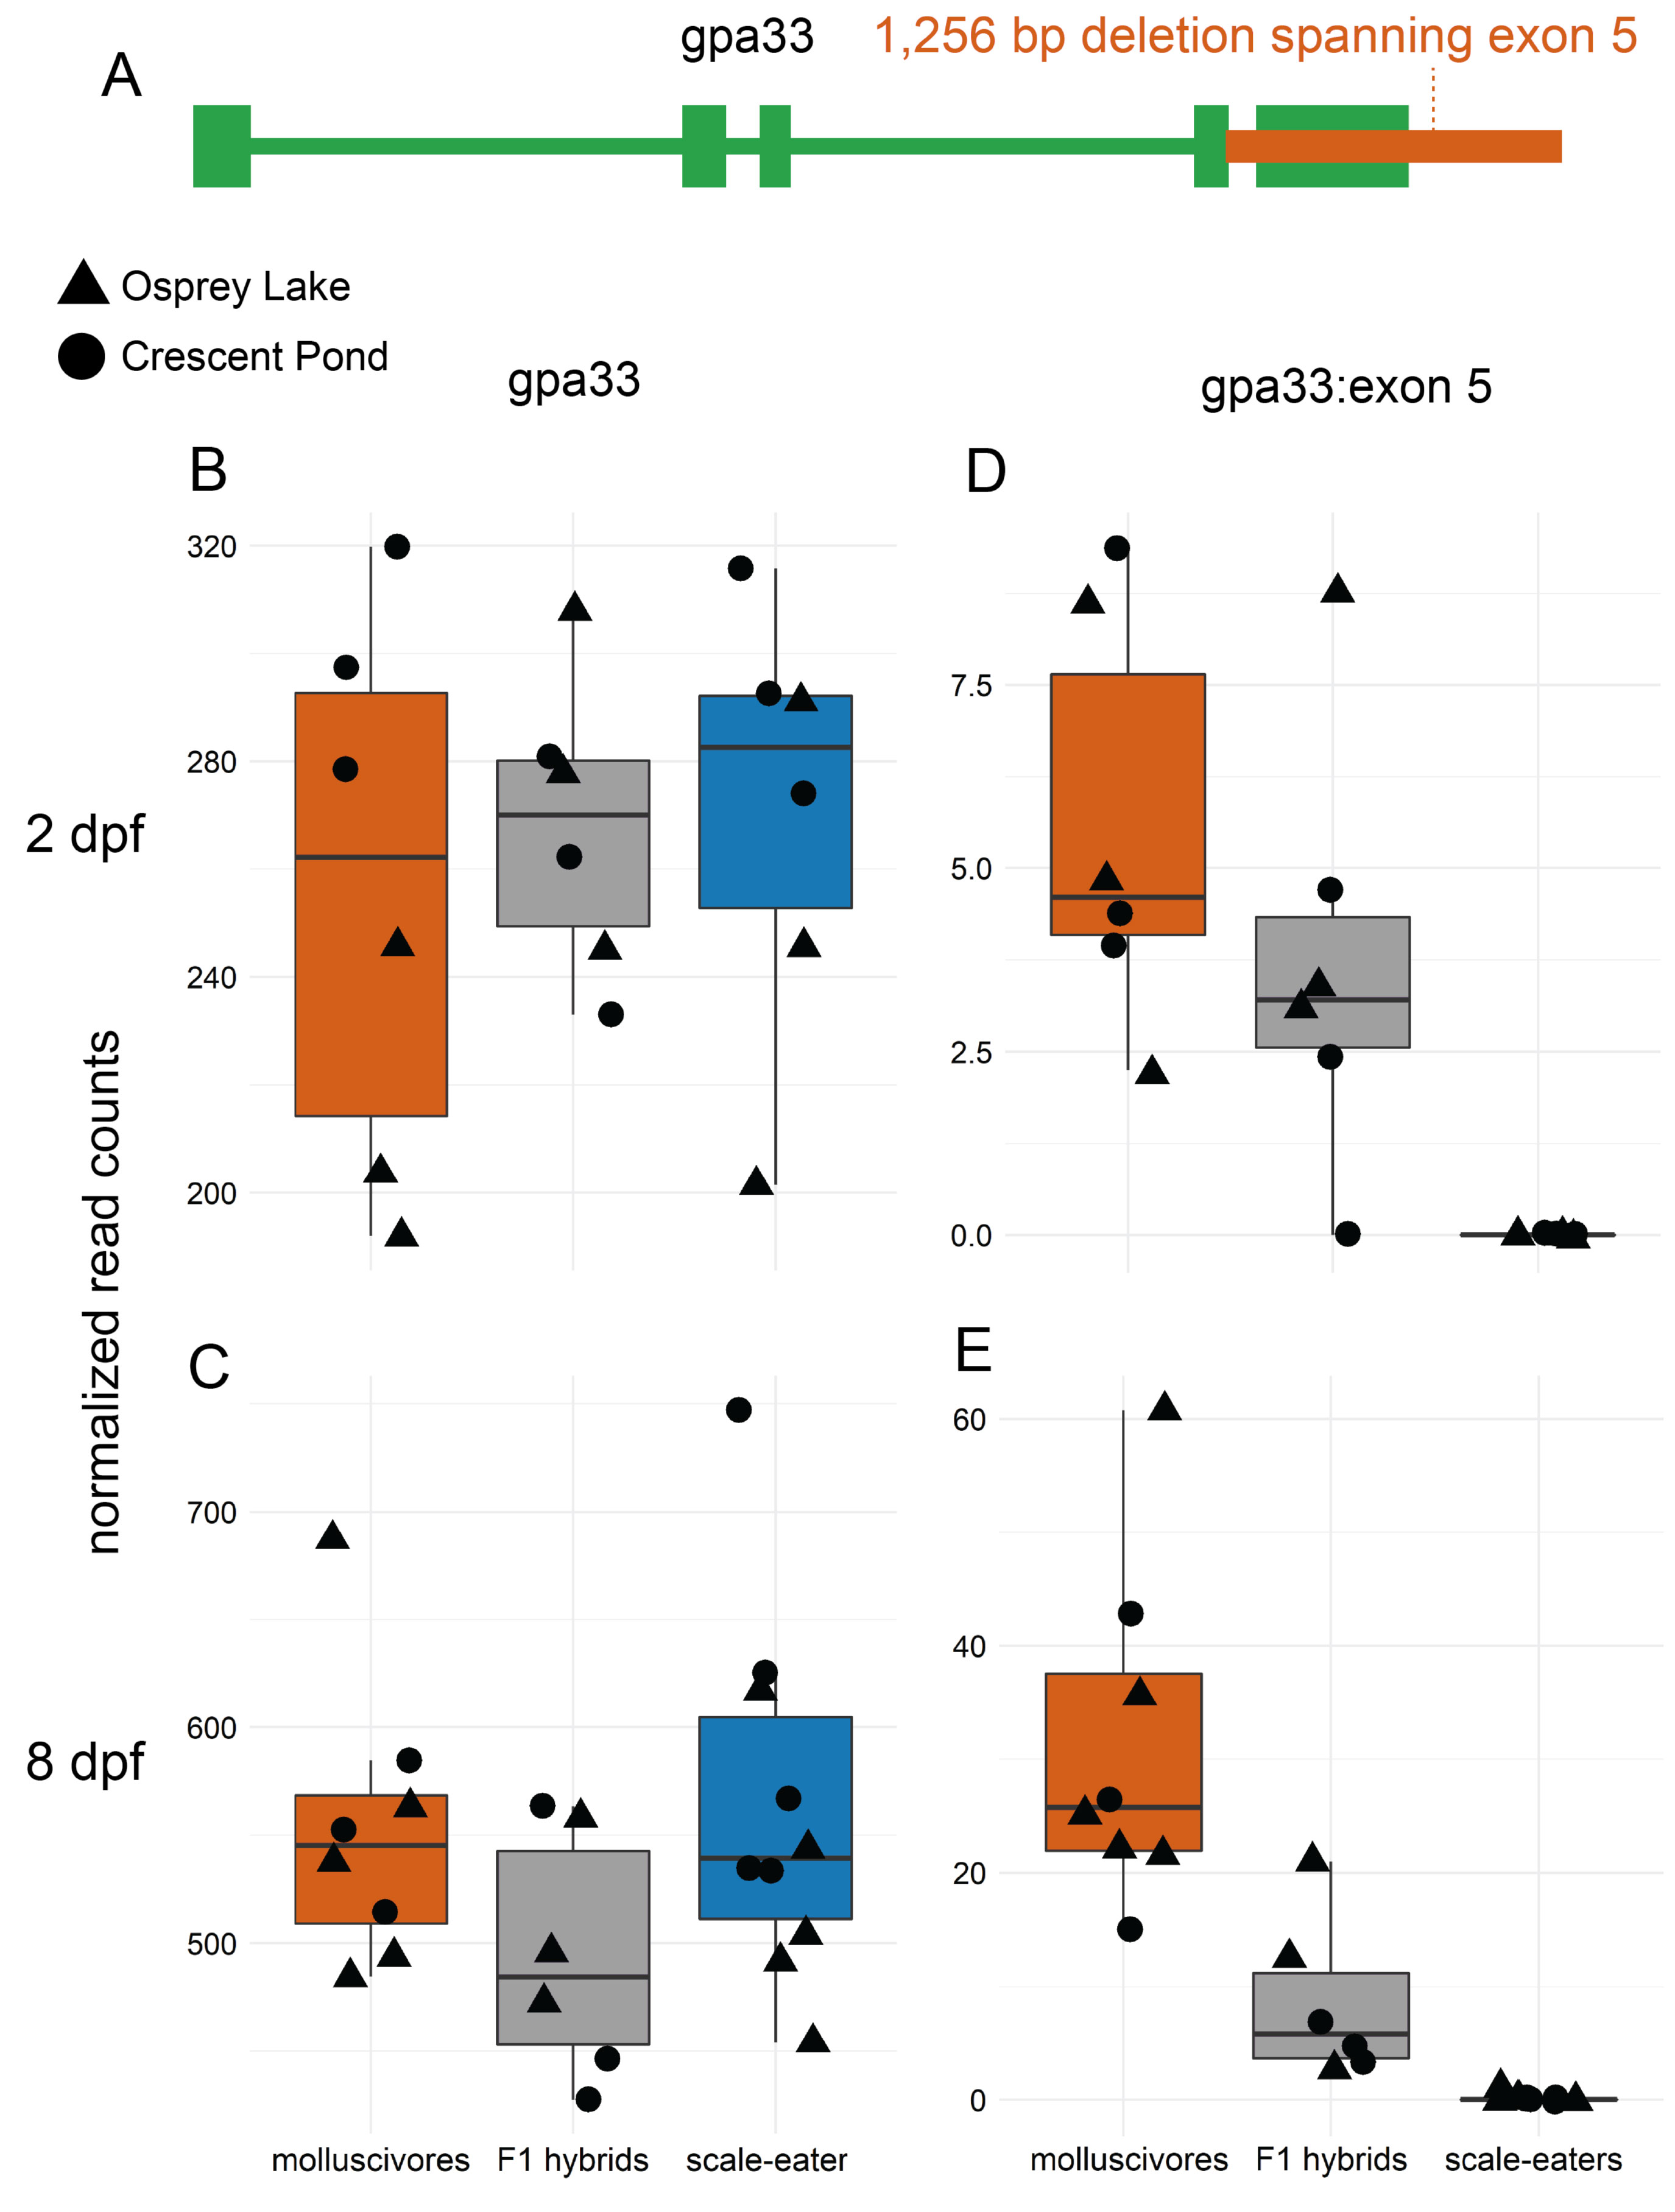 A
gpa33
1,256 bp deletion spanning exon 5
Osprey Lake
Crescent Pond
gpa33
gpa33:exon 5
B
D
320
280
240
200
7.5
5.0
2.5
0.0
2 dpf
normalized read counts
C
E
700
600
500
60
40
20
0
8 dpf
molluscivores
F1 hybrids
scale-eater
molluscivores
F1 hybrids
scale-eaters